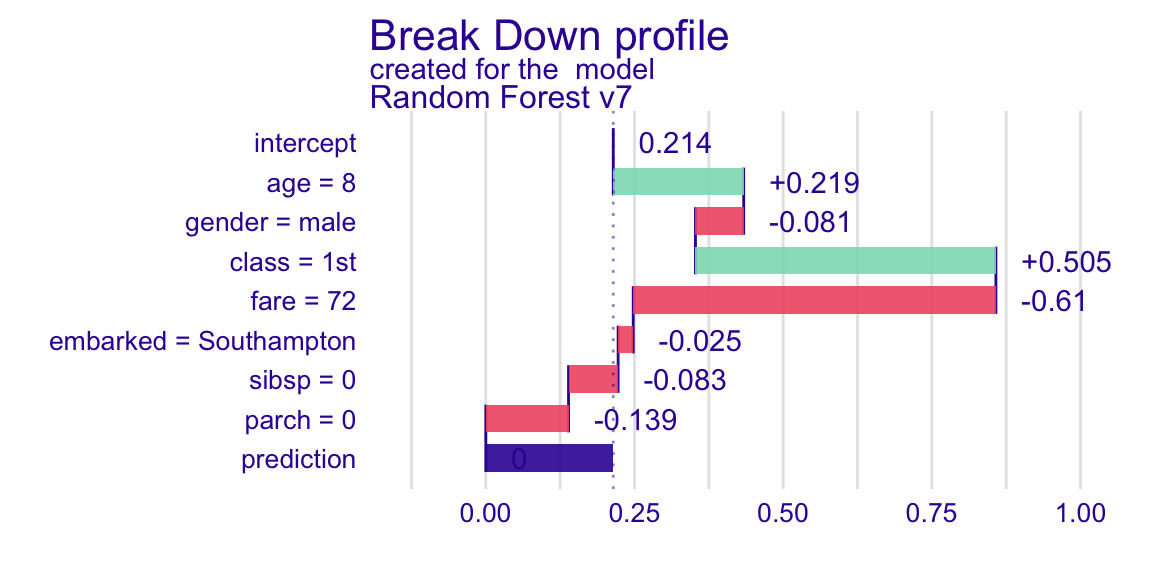 Break Down profile
created for the  model
Random Forest v7
intercept 0.214
age = 8 +0.219
gender = male -0.081
class = 1st +0.505
fare = 72 -0.61
embarked = Southampton -0.025
sibsp = 0 -0.083
parch = 0 -0.139
prediction 0
0.00 0.25 0.50 0.75 1.00